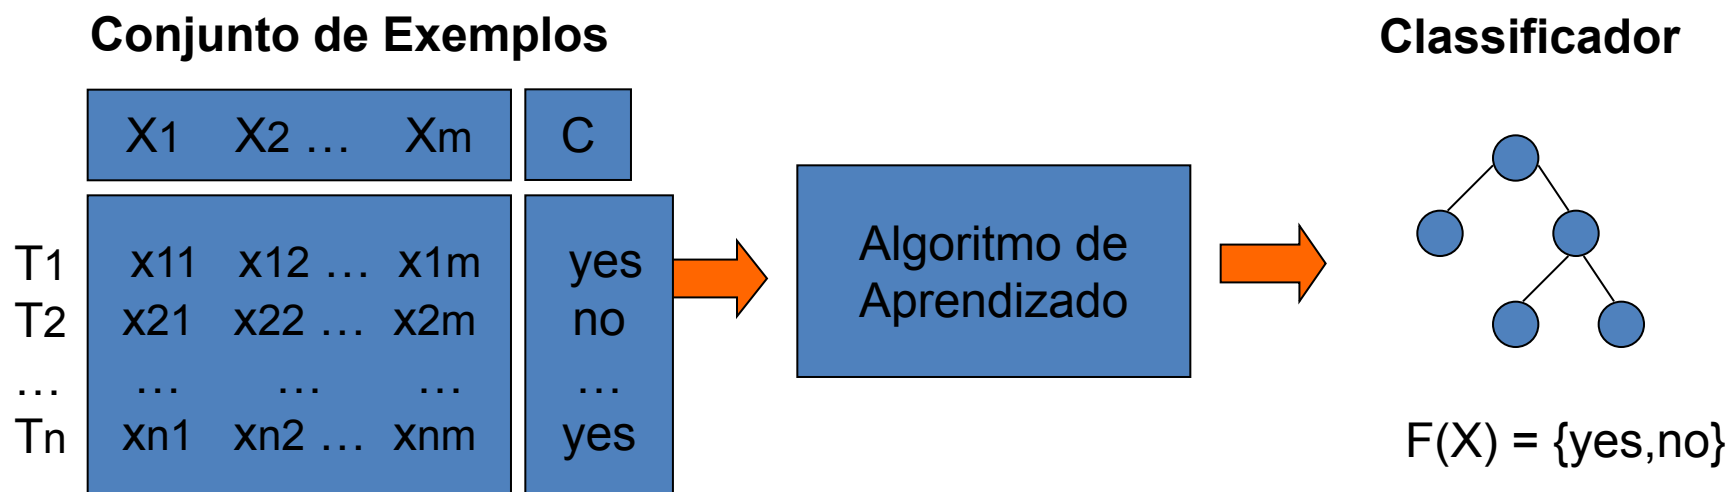 Conjunto de Exemplos
Classificador
X1 X2 … Xm C
T1 x11 x12 … x1m yes
T2 x21 x22 … x2m no
… … … … …
Tn xn1 xn2 … xnm yes
Algoritmo de
Aprendizado
F(X) = {yes,no}